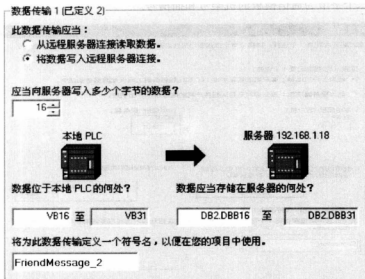 数据传输 1 (已定义 2)
此数据传输应当：
从远程服务器连接读取数据。
将数据写入远程服务器连接。
应当向服务器写入多少个字节的数据？
16
本地 PLC
服务器 192.168.1.18
数据位于本地 PLC的何处？
数据应当存储在服务器的何处？
VB16 至 VB31
DB2.DBB16 至 DB2.DBB31
将为此数据传输定义一个符号名，以便在您的项目中使用。
FriendMessage_2